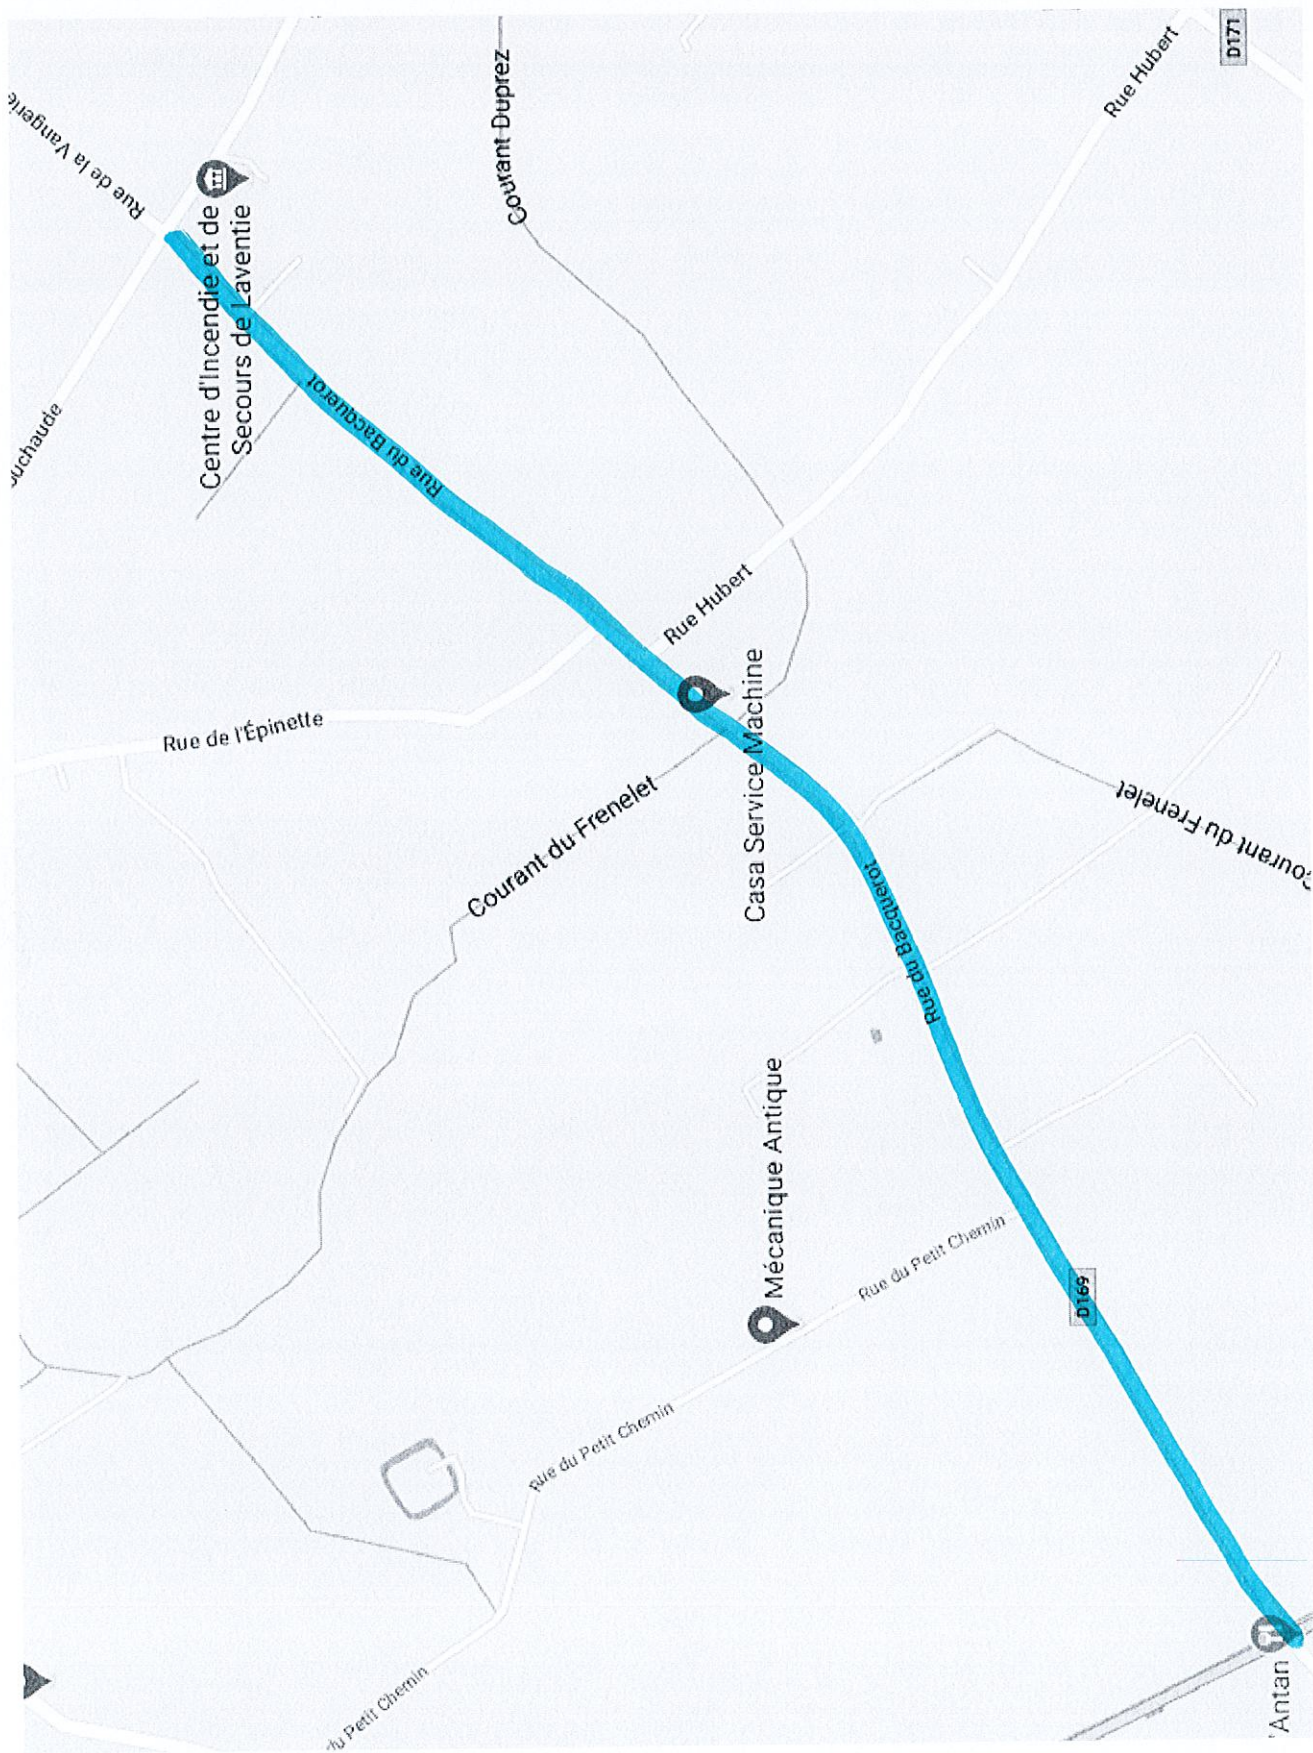 Rue de la Vangerie
D171
Rue Hubert
Courant Duprez
Centre d'Incendie et de
Secours de Laventie
Rue du Bacquerot
uchaude
Rue Hubert
Rue de l'Épinette
Casa Service Machine
Courant du Frenelet
Courant du Frenelet
Rue du Bacquerot
Mécanique Antique
Rue du Petit Chemin
D169
Rue du Petit Chemin
du Petit Chemin
'Antan